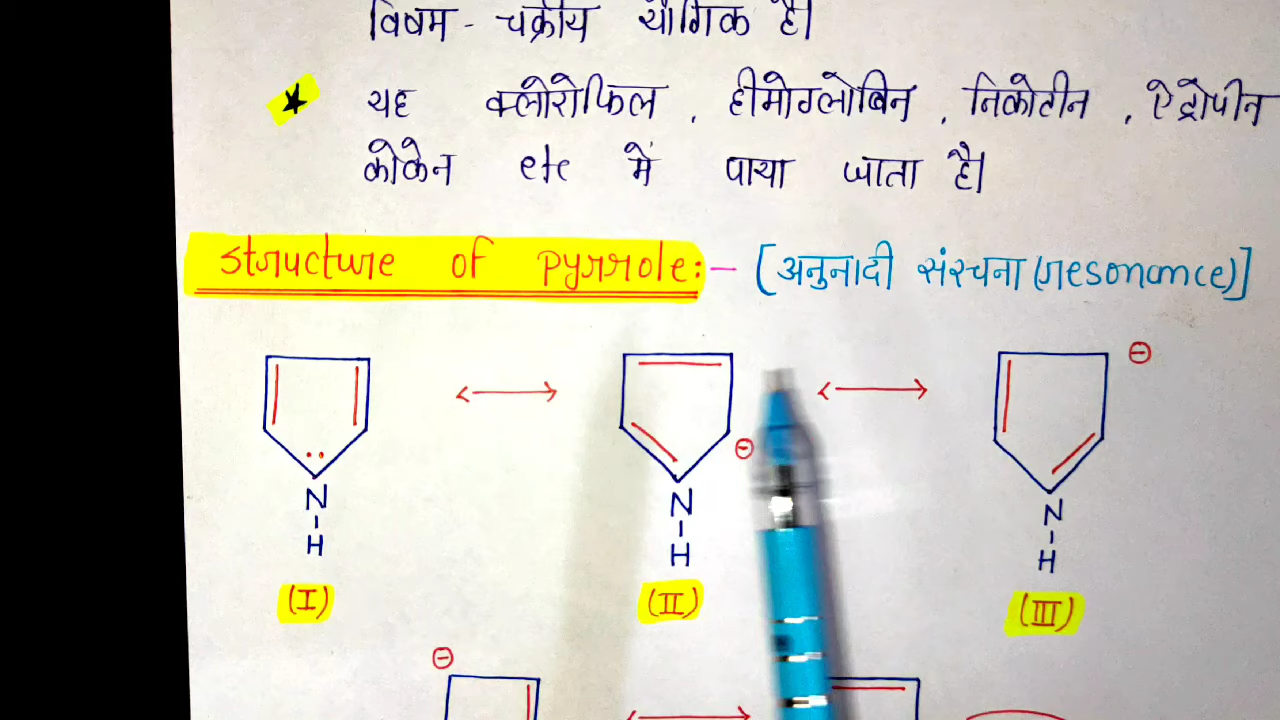 विषम - चक्रीय यौगिक है।
★ यह क्लोरोफिल , हीमोग्लोबिन , निकोटीन , ऐट्रोपीन
कोकेन etc में पाया जाता है।
Structure of pyrrole:- [अनुनादी संरचना (resonance)]
⊖
⊖
N N N
H H H
(I) (II) (III)
⊖